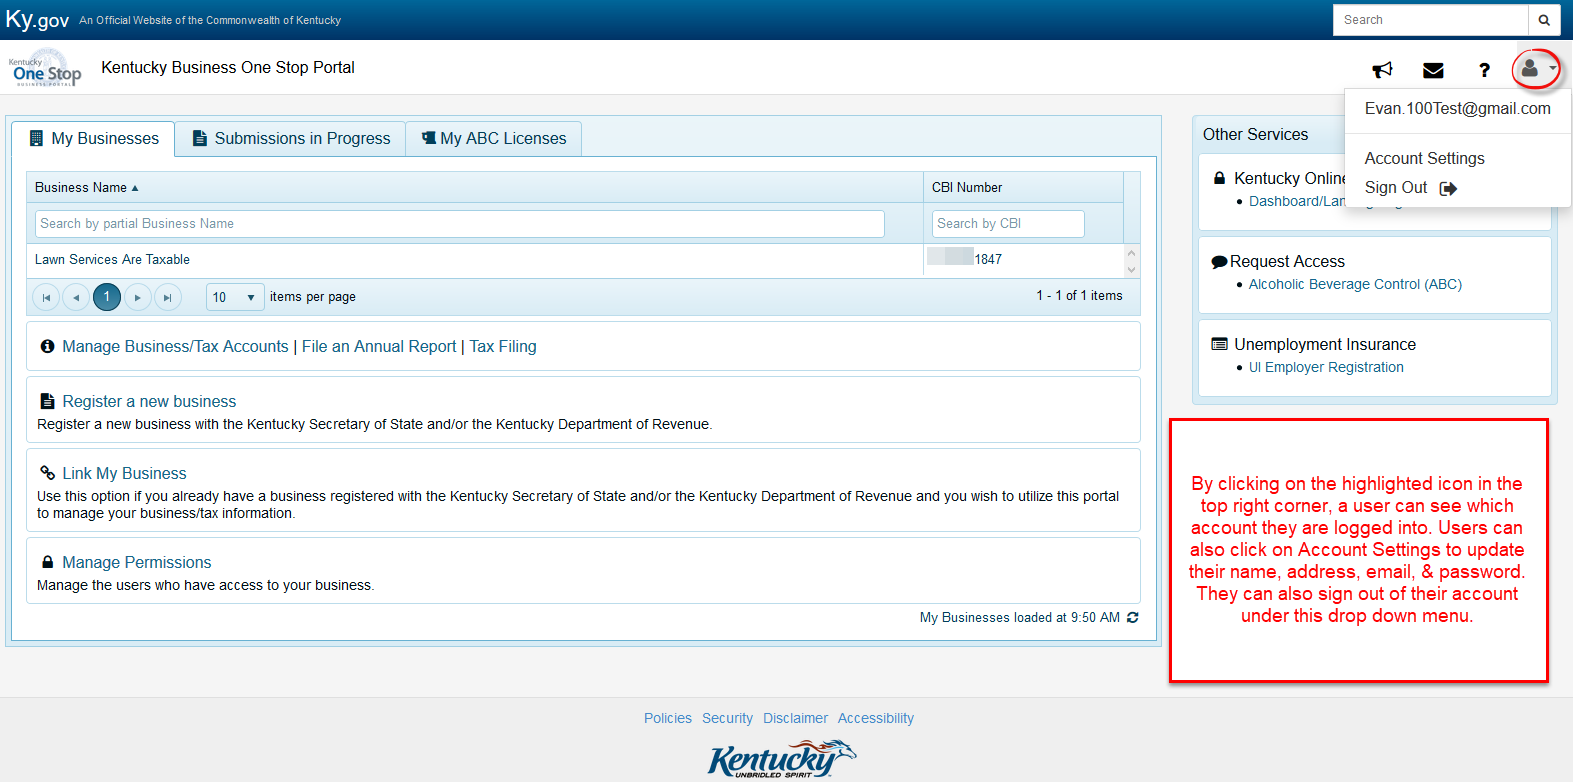 Ky.gov An Official Website of the Commonwealth of Kentucky
Search
Kentucky
One Stop
BUSINESS PORTAL
Kentucky Business One Stop Portal
?
Evan.100Test@gmail.com
Account Settings
Sign Out
My Businesses
Submissions in Progress
My ABC Licenses
Business Name
CBI Number
Search by partial Business Name
Search by CBI
Lawn Services Are Taxable
1847
1
10
items per page
1 - 1 of 1 items
Manage Business/Tax Accounts | File an Annual Report | Tax Filing
Register a new business
Register a new business with the Kentucky Secretary of State and/or the Kentucky Department of Revenue.
Link My Business
Use this option if you already have a business registered with the Kentucky Secretary of State and/or the Kentucky Department of Revenue and you wish to utilize this portal
to manage your business/tax information.
Manage Permissions
Manage the users who have access to your business.
My Businesses loaded at 9:50 AM
Other Services
Kentucky Online
Request Access
Alcoholic Beverage Control (ABC)
Unemployment Insurance
UI Employer Registration
By clicking on the highlighted icon in the
top right corner, a user can see which
account they are logged into. Users can
also click on Account Settings to update
their name, address, email, & password.
They can also sign out of their account
under this drop down menu.
Policies Security Disclaimer Accessibility
Kentucky
UNBRIDLED SPIRIT